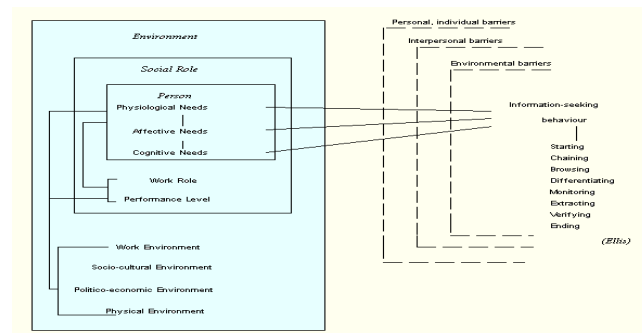 Environment
Social Role
Person
Physiological Needs
Affective Needs
Cognitive Needs
Work Role
Performance Level
Work Environment
Socio-cultural Environment
Politico-economic Environment
Physical Environment
Personal, individual barriers
Interpersonal barriers
Environmental barriers
Information-seeking
behaviour
Starting
Chaining
Browsing
Differentiating
Monitoring
Extracting
Verifying
Ending
(Ellis)